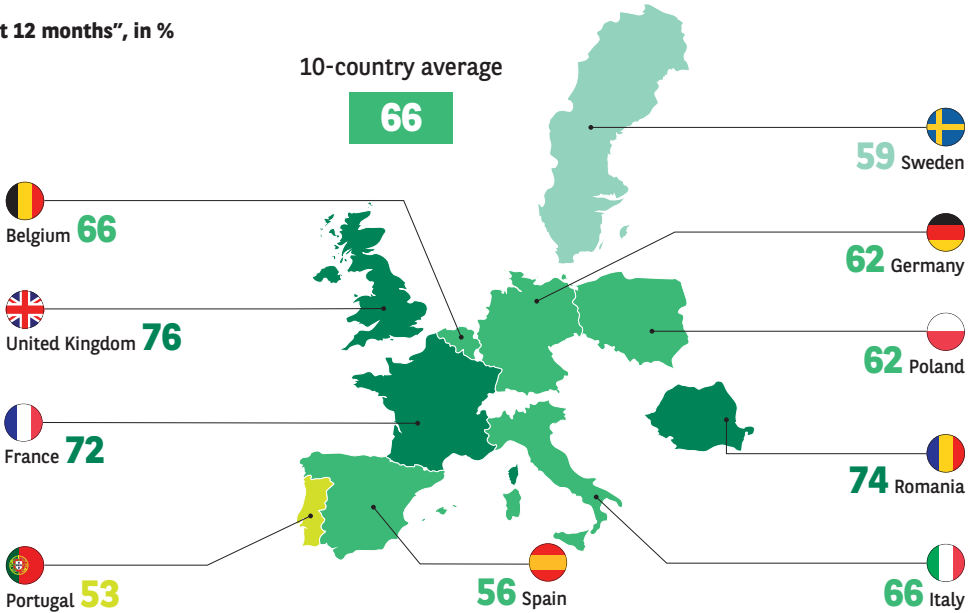 t 12 months”, in %
10-country average
66
59 Sweden
Belgium 66
62 Germany
United Kingdom 76
62 Poland
France 72
74 Romania
Portugal 53
56 Spain
66 Italy